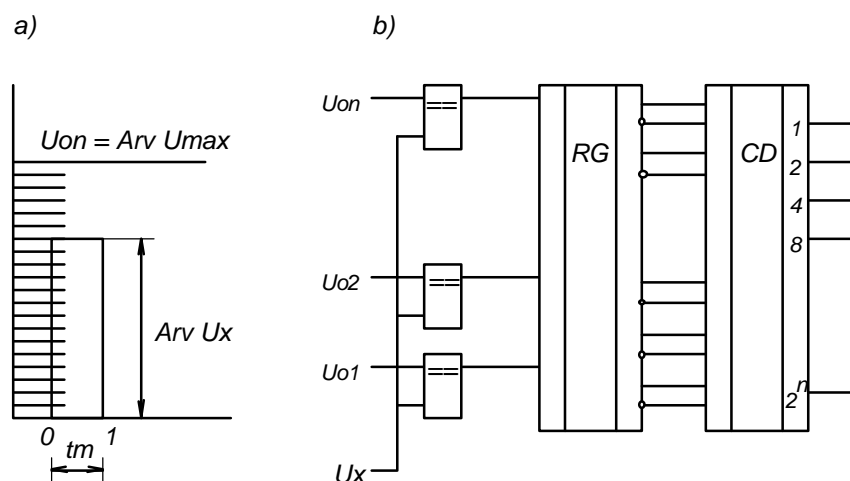 a)
Uon = Arv Umax
Arv Ux
0 1
tm
b)
Uon
==
Uo2
==
Uo1
==
Ux
RG
CD
1
2
4
8
2n